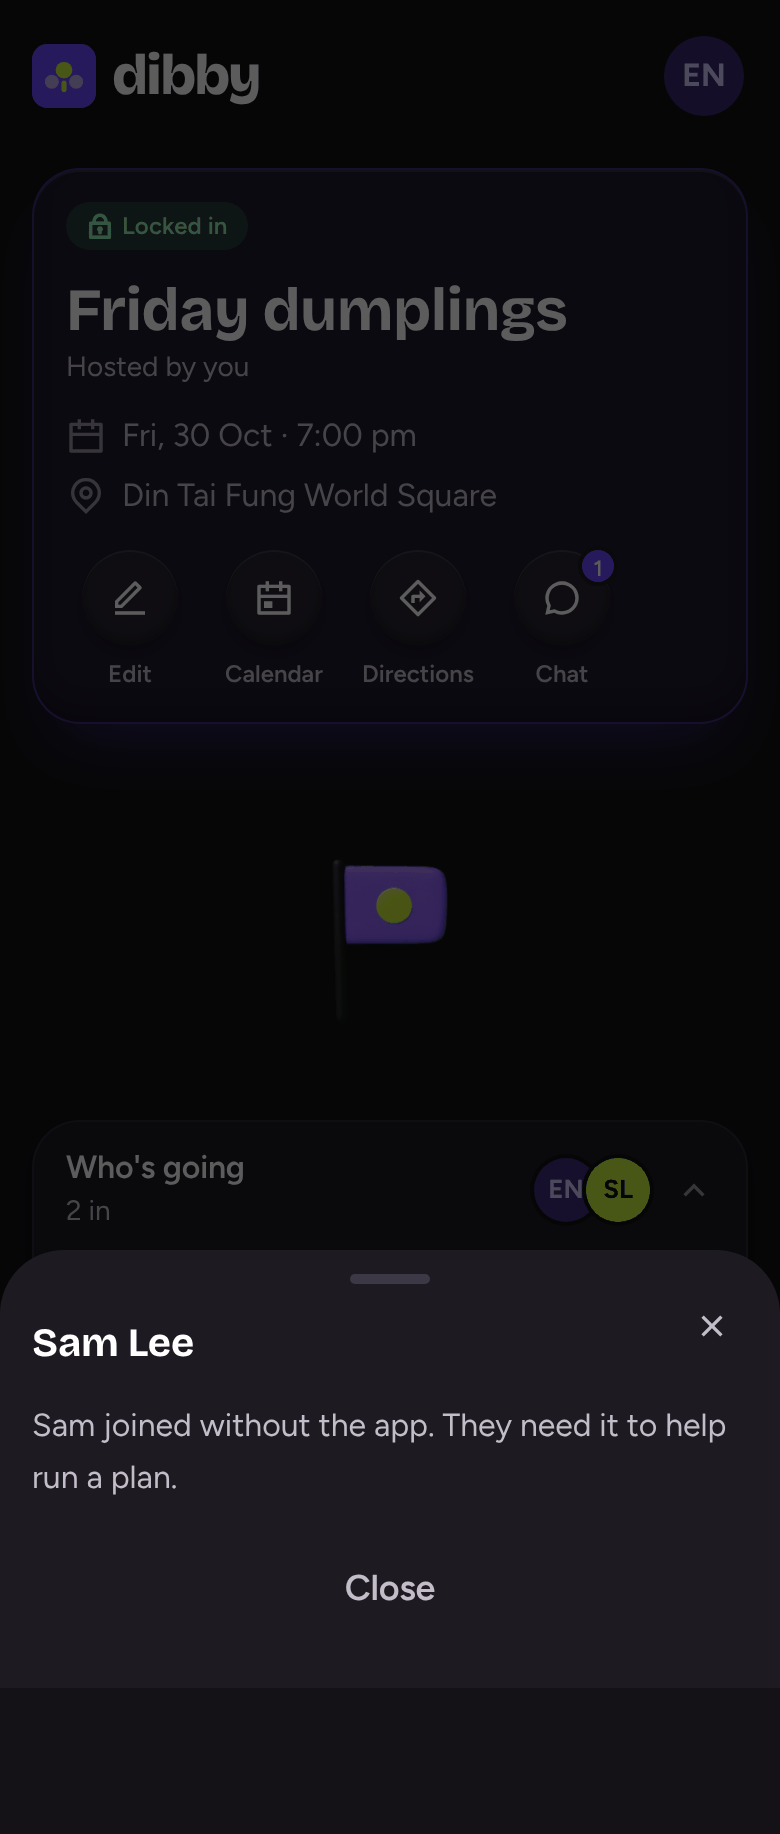 dibby
EN
Locked in
Friday dumplings
Hosted by you
Fri, 30 Oct · 7:00 pm
Din Tai Fung World Square
1
Edit
Calendar
Directions
Chat
Who's going
2 in
EN
SL
Sam Lee
Sam joined without the app. They need it to help
run a plan.
Close